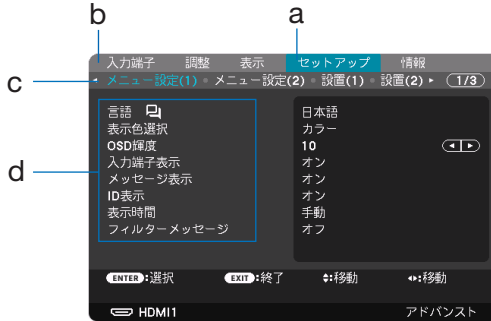 b
a
入力端子 調整 表示 セットアップ 情報
c
メニュー設定(1) メニュー設定(2) 設置(1) 設置(2) 1/3
言語 日本語
表示色選択 カラー
OSD輝度 10
d
入力端子表示 オン
メッセージ表示 オン
ID表示 オン
表示時間 手動
フィルターメッセージ オフ
ENTER:選択 EXIT:終了 :移動 :移動
HDMI1 アドバンスト